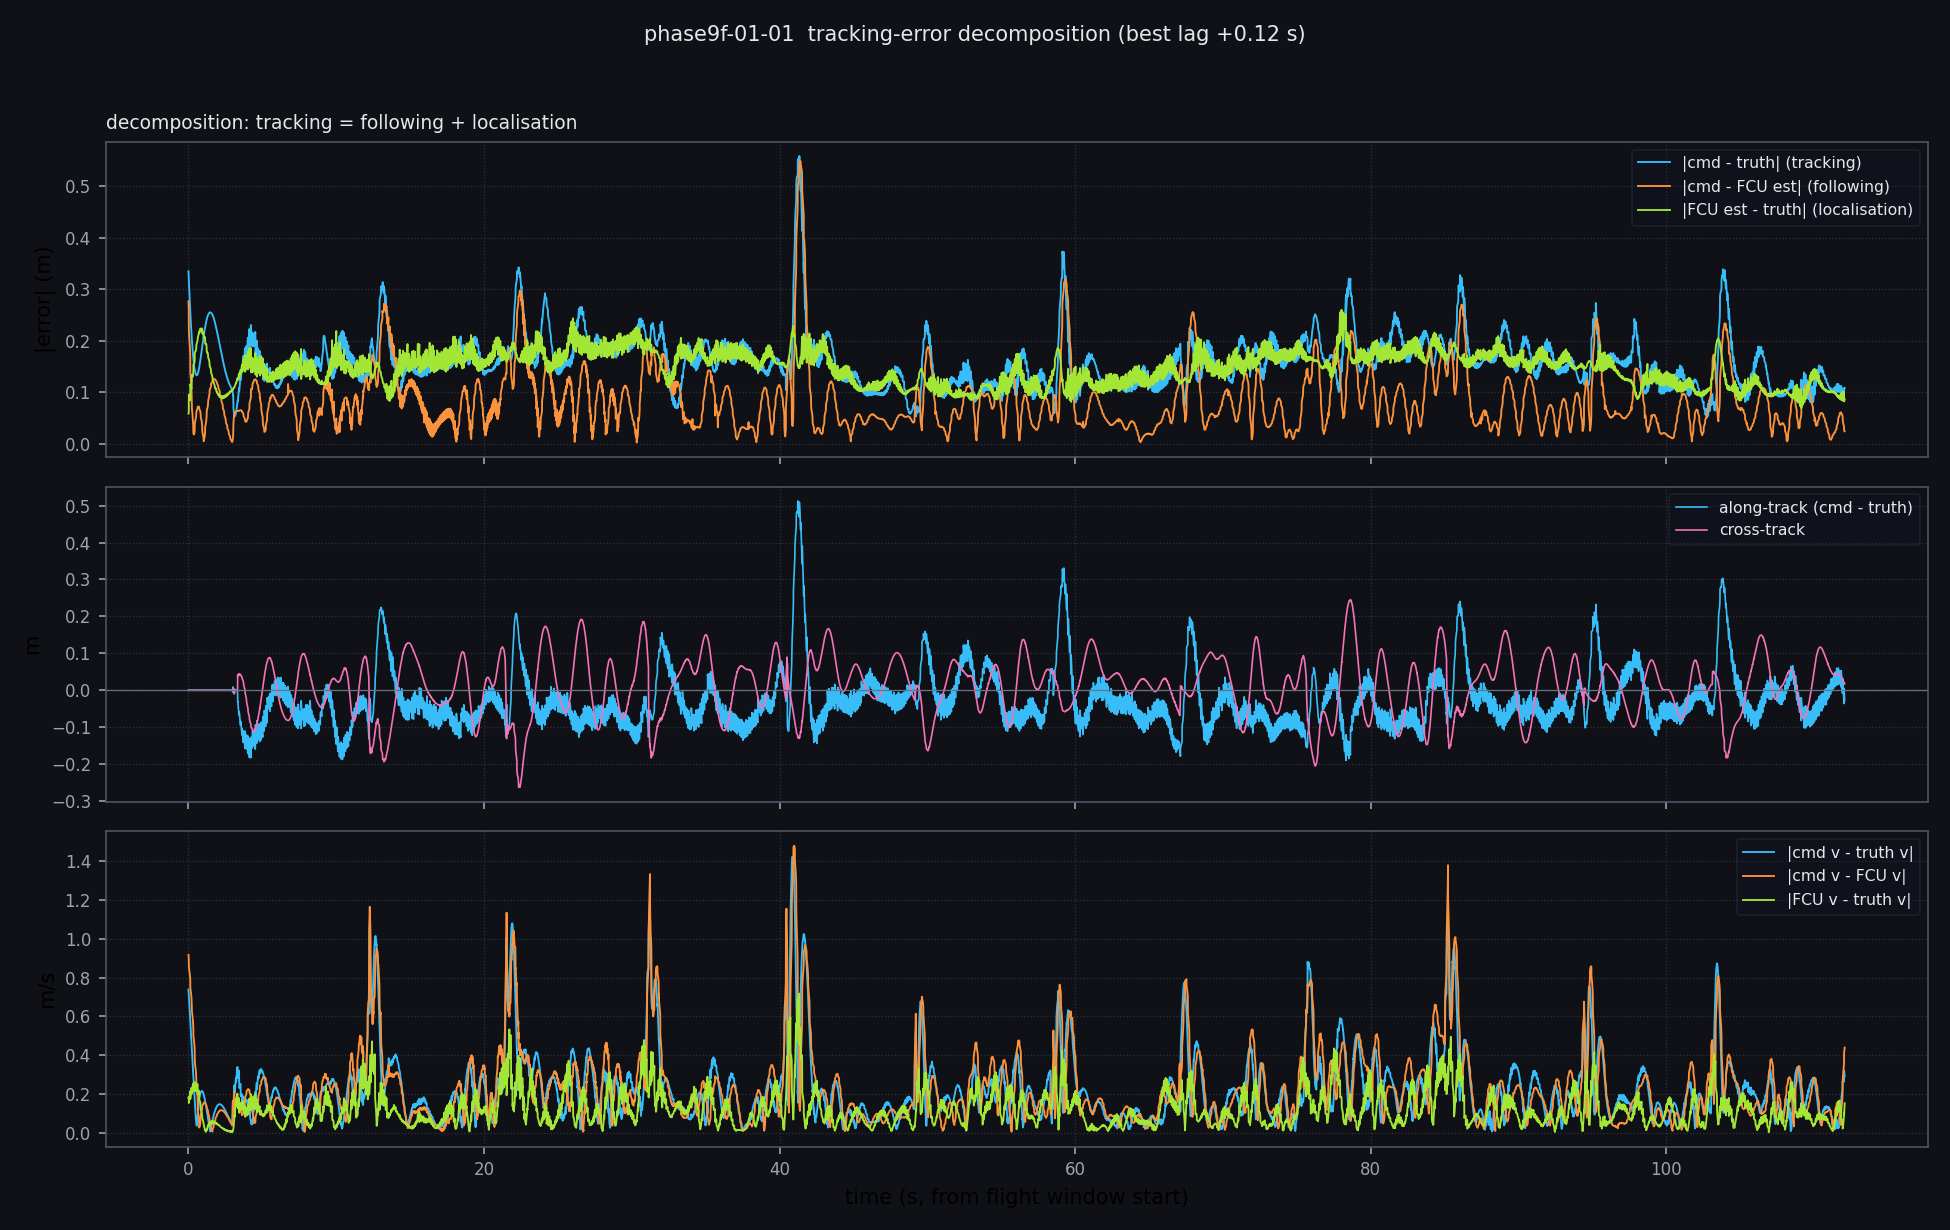 phase9f-01-01  tracking-error decomposition (best lag +0.12 s)
decomposition: tracking = following + localisation
|error| (m)
0.5
0.4
0.3
0.2
0.1
0.0
|cmd - truth| (tracking)
|cmd - FCU est| (following)
|FCU est - truth| (localisation)
m
0.5
0.4
0.3
0.2
0.1
0.0
−0.1
−0.2
−0.3
along-track (cmd - truth)
cross-track
m/s
1.4
1.2
1.0
0.8
0.6
0.4
0.2
0.0
|cmd v - truth v|
|cmd v - FCU v|
|FCU v - truth v|
0 20 40 60 80 100
time (s, from flight window start)